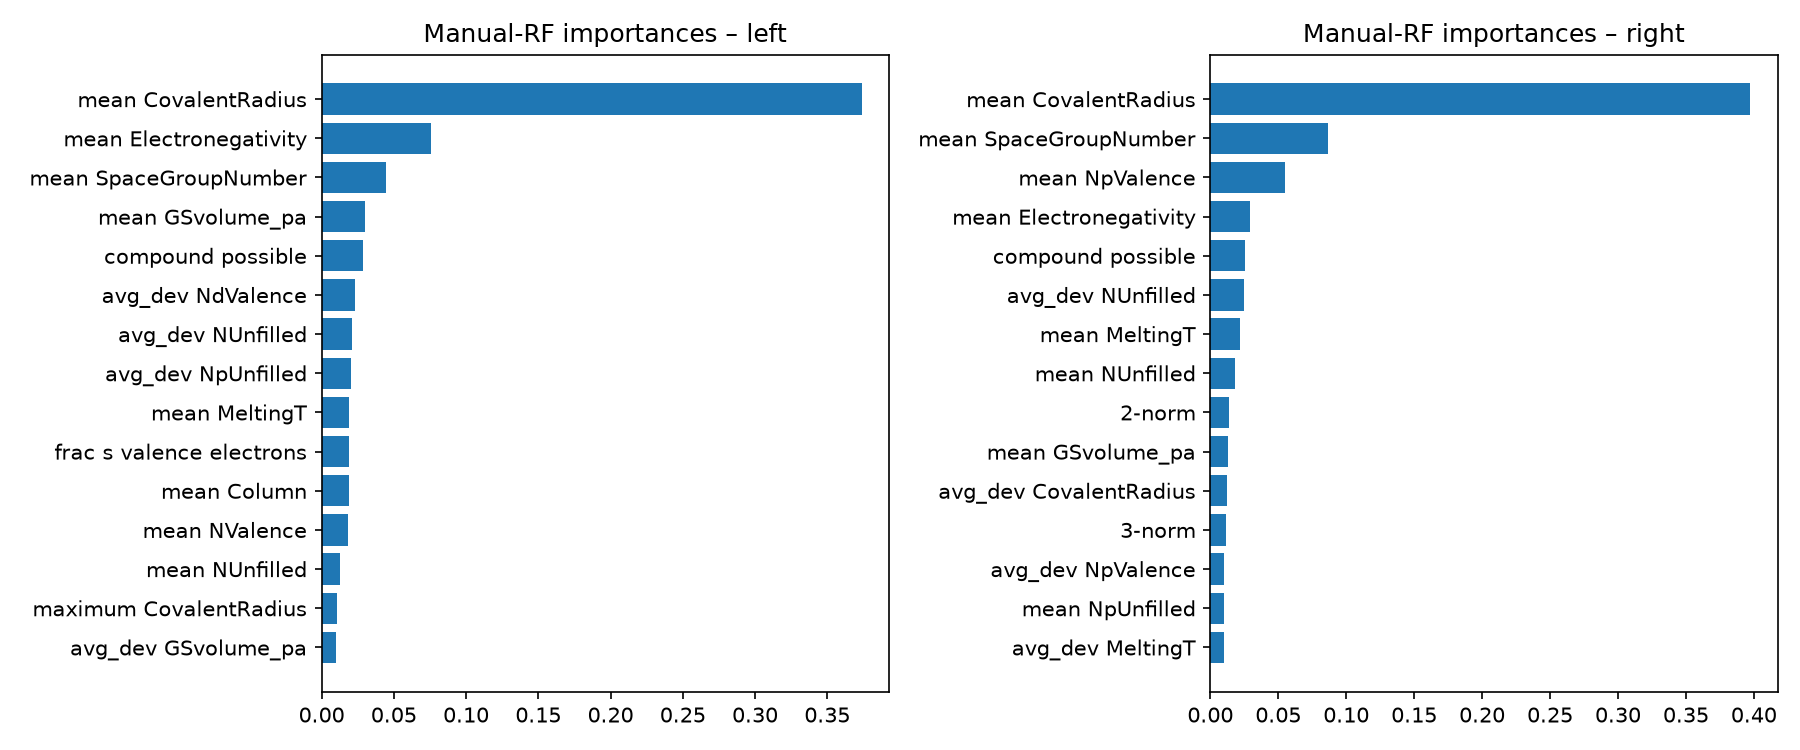 Manual-RF importances – left
mean CovalentRadius
mean Electronegativity
mean SpaceGroupNumber
mean GSvolume_pa
compound possible
avg_dev NdValence
avg_dev NUnfilled
avg_dev NpUnfilled
mean MeltingT
frac s valence electrons
mean Column
mean NValence
mean NUnfilled
maximum CovalentRadius
avg_dev GSvolume_pa
0.00 0.05 0.10 0.15 0.20 0.25 0.30 0.35
Manual-RF importances – right
mean CovalentRadius
mean SpaceGroupNumber
mean NpValence
mean Electronegativity
compound possible
avg_dev NUnfilled
mean MeltingT
mean NUnfilled
2-norm
mean GSvolume_pa
avg_dev CovalentRadius
3-norm
avg_dev NpValence
mean NpUnfilled
avg_dev MeltingT
0.00 0.05 0.10 0.15 0.20 0.25 0.30 0.35 0.40